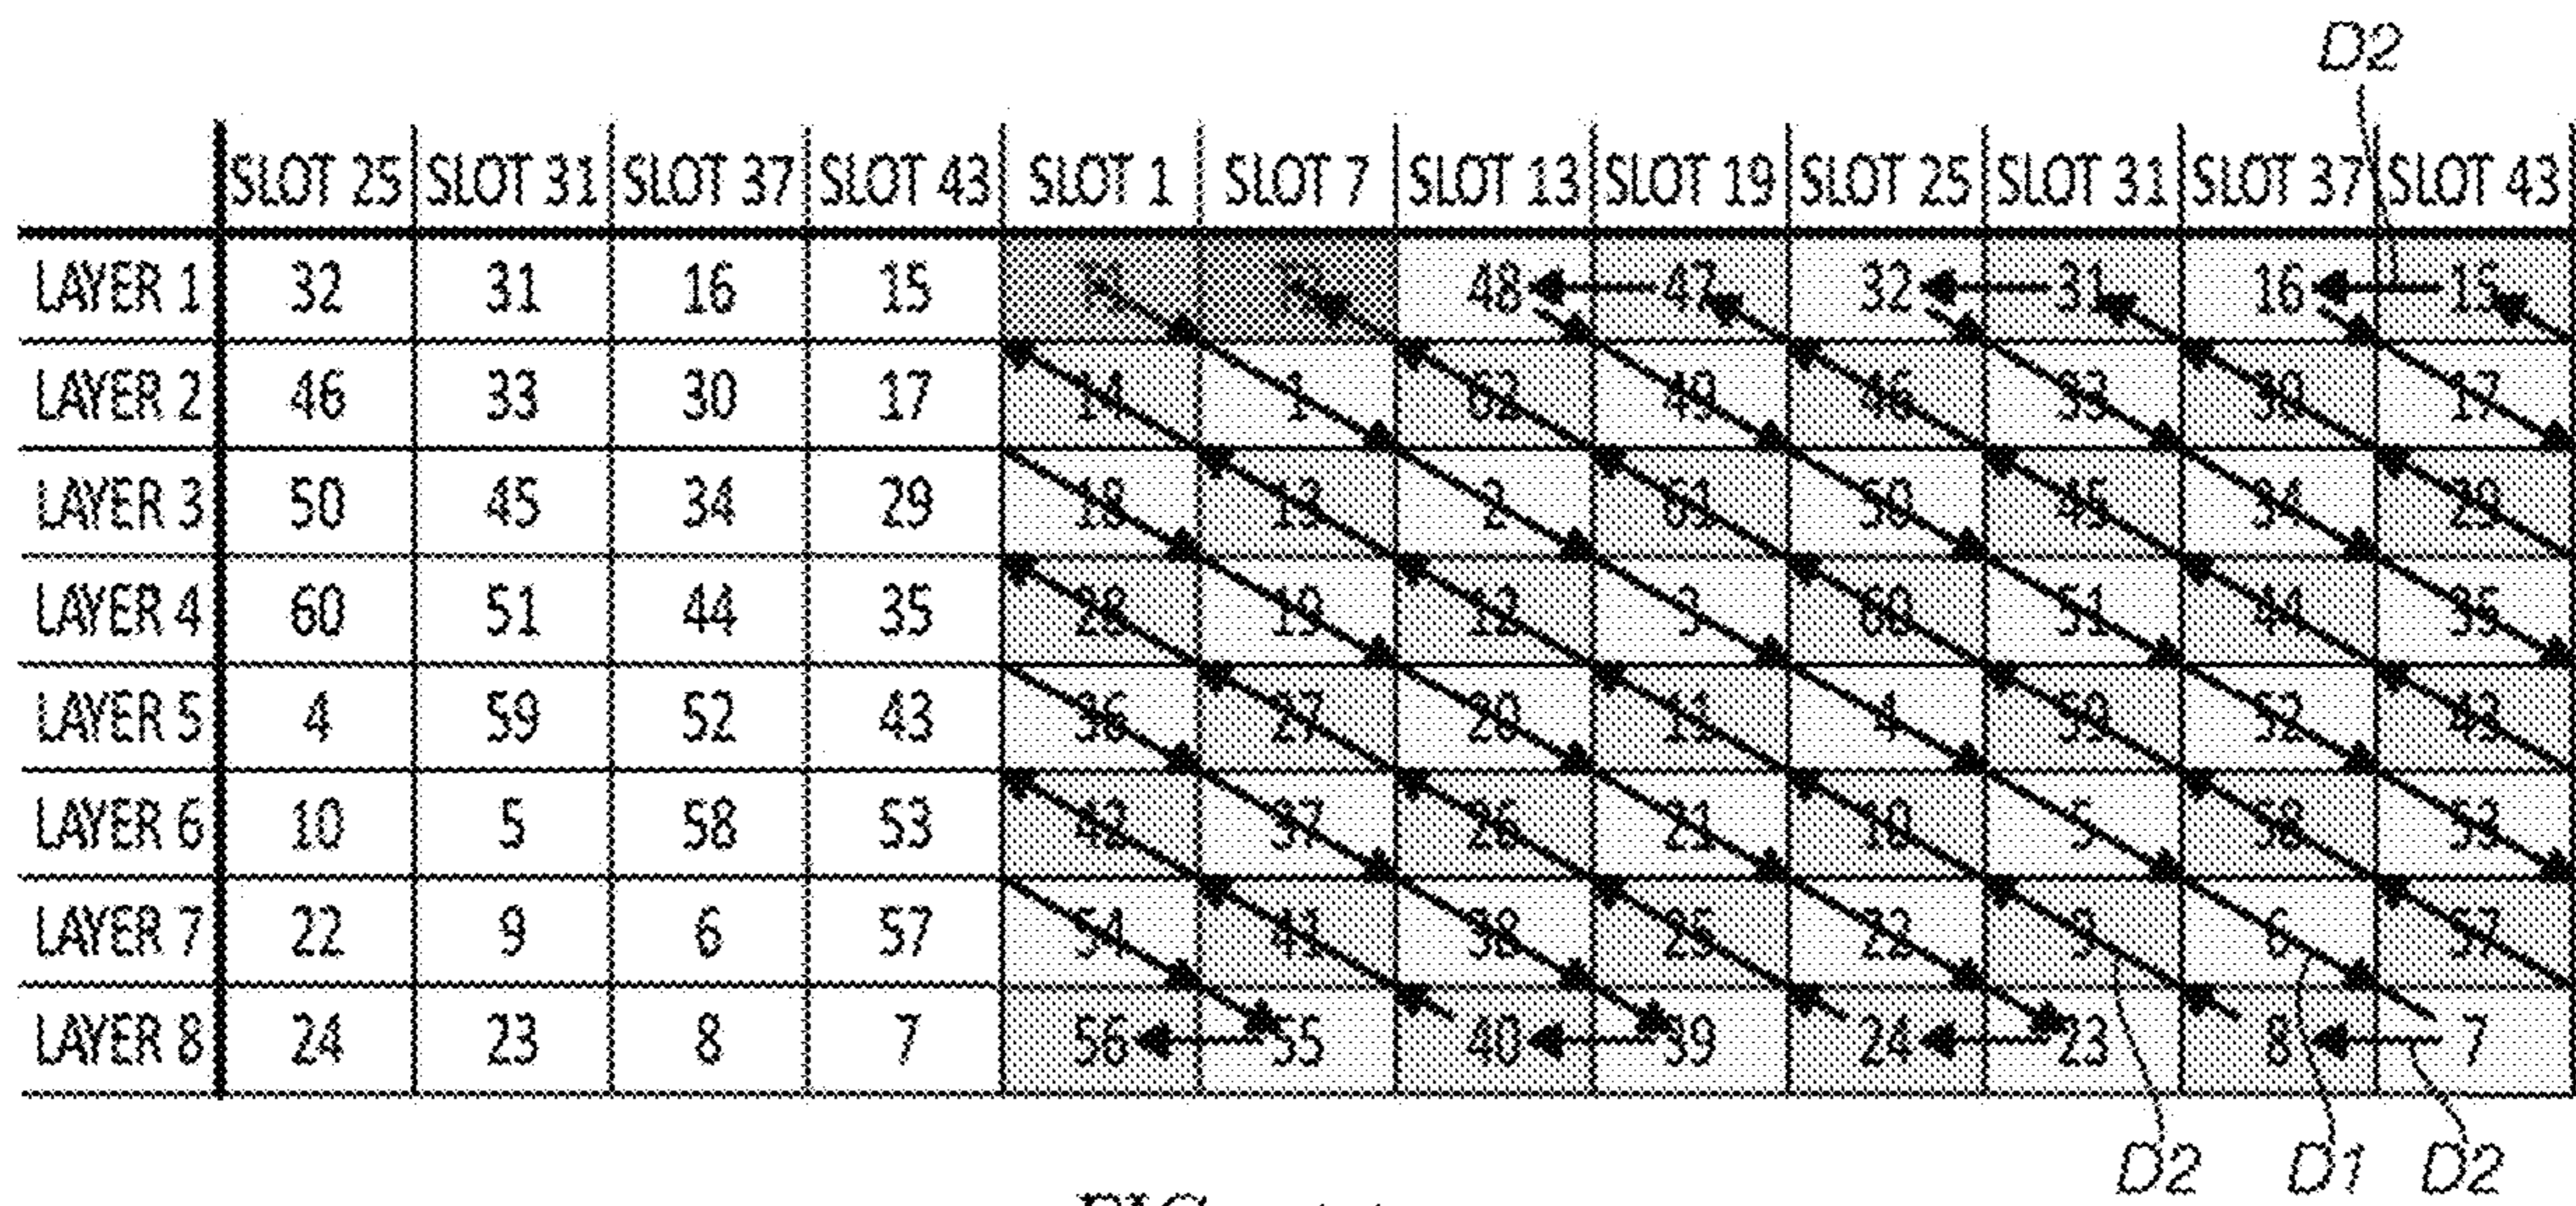 D2
SLOT 25 SLOT 31 SLOT 37 SLOT 43 SLOT 1 SLOT 7 SLOT 13 SLOT 19 SLOT 25 SLOT 31 SLOT 37 SLOT 43
LAYER 1 32 31 16 15 48 47 32 31 16 15
LAYER 2 46 33 30 17 14 1 62 49 46 33 30 17
LAYER 3 50 45 34 29 18 13 2 61 50 45 34 29
LAYER 4 60 51 44 35 28 19 12 3 60 51 44 35
LAYER 5 4 59 52 43 36 27 20 11 4 59 52 43
LAYER 6 10 5 58 53 42 37 26 21 10 5 58 53
LAYER 7 22 9 6 57 54 41 38 25 22 9 6 57
LAYER 8 24 23 8 7 56 55 40 39 24 23 8 7
D2 D1 D2